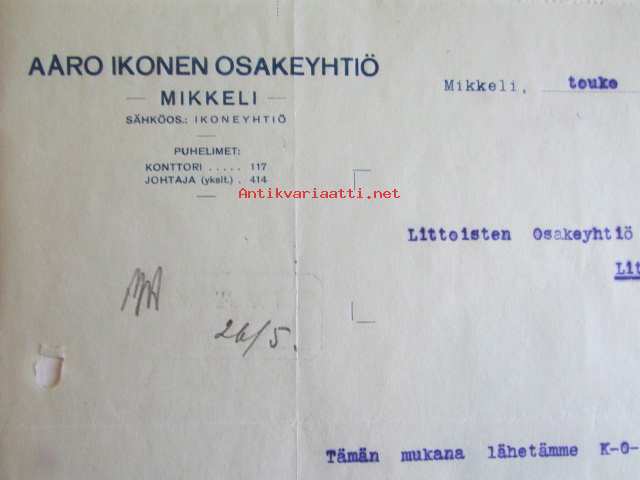 AARO IKONEN OSAKEYHTIÖ
— MIKKELI —
SÄHKÖOS.: IKONEYHTIÖ
PUHELIMET:
KONTTORI ..... 117
JOHTAJA (ykelt.) . 414
Mikkeli, touko
Antikvariaatti.net
Littoisten Osakeyhtiö
Lit
26/5.
Tämän mukana lähetämme K-O-